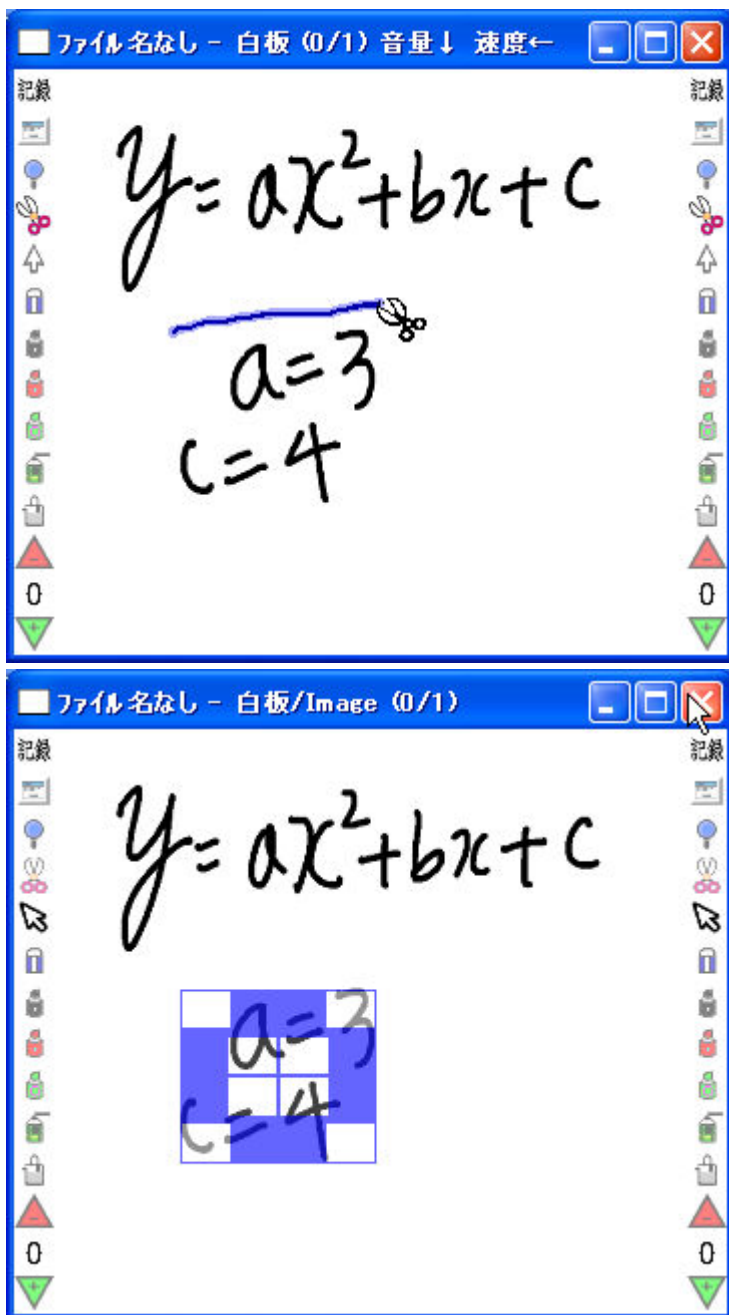 ファイル名なし - 白板 (0/1) 音量↓ 速度←
記録 記録
y=ax²+bx+c
a=3
c=4
- -
0 0
+ +
ファイル名なし - 白板/Image (0/1)
記録 記録
y=ax²+bx+c
a=3
c=4
- -
0 0
+ +